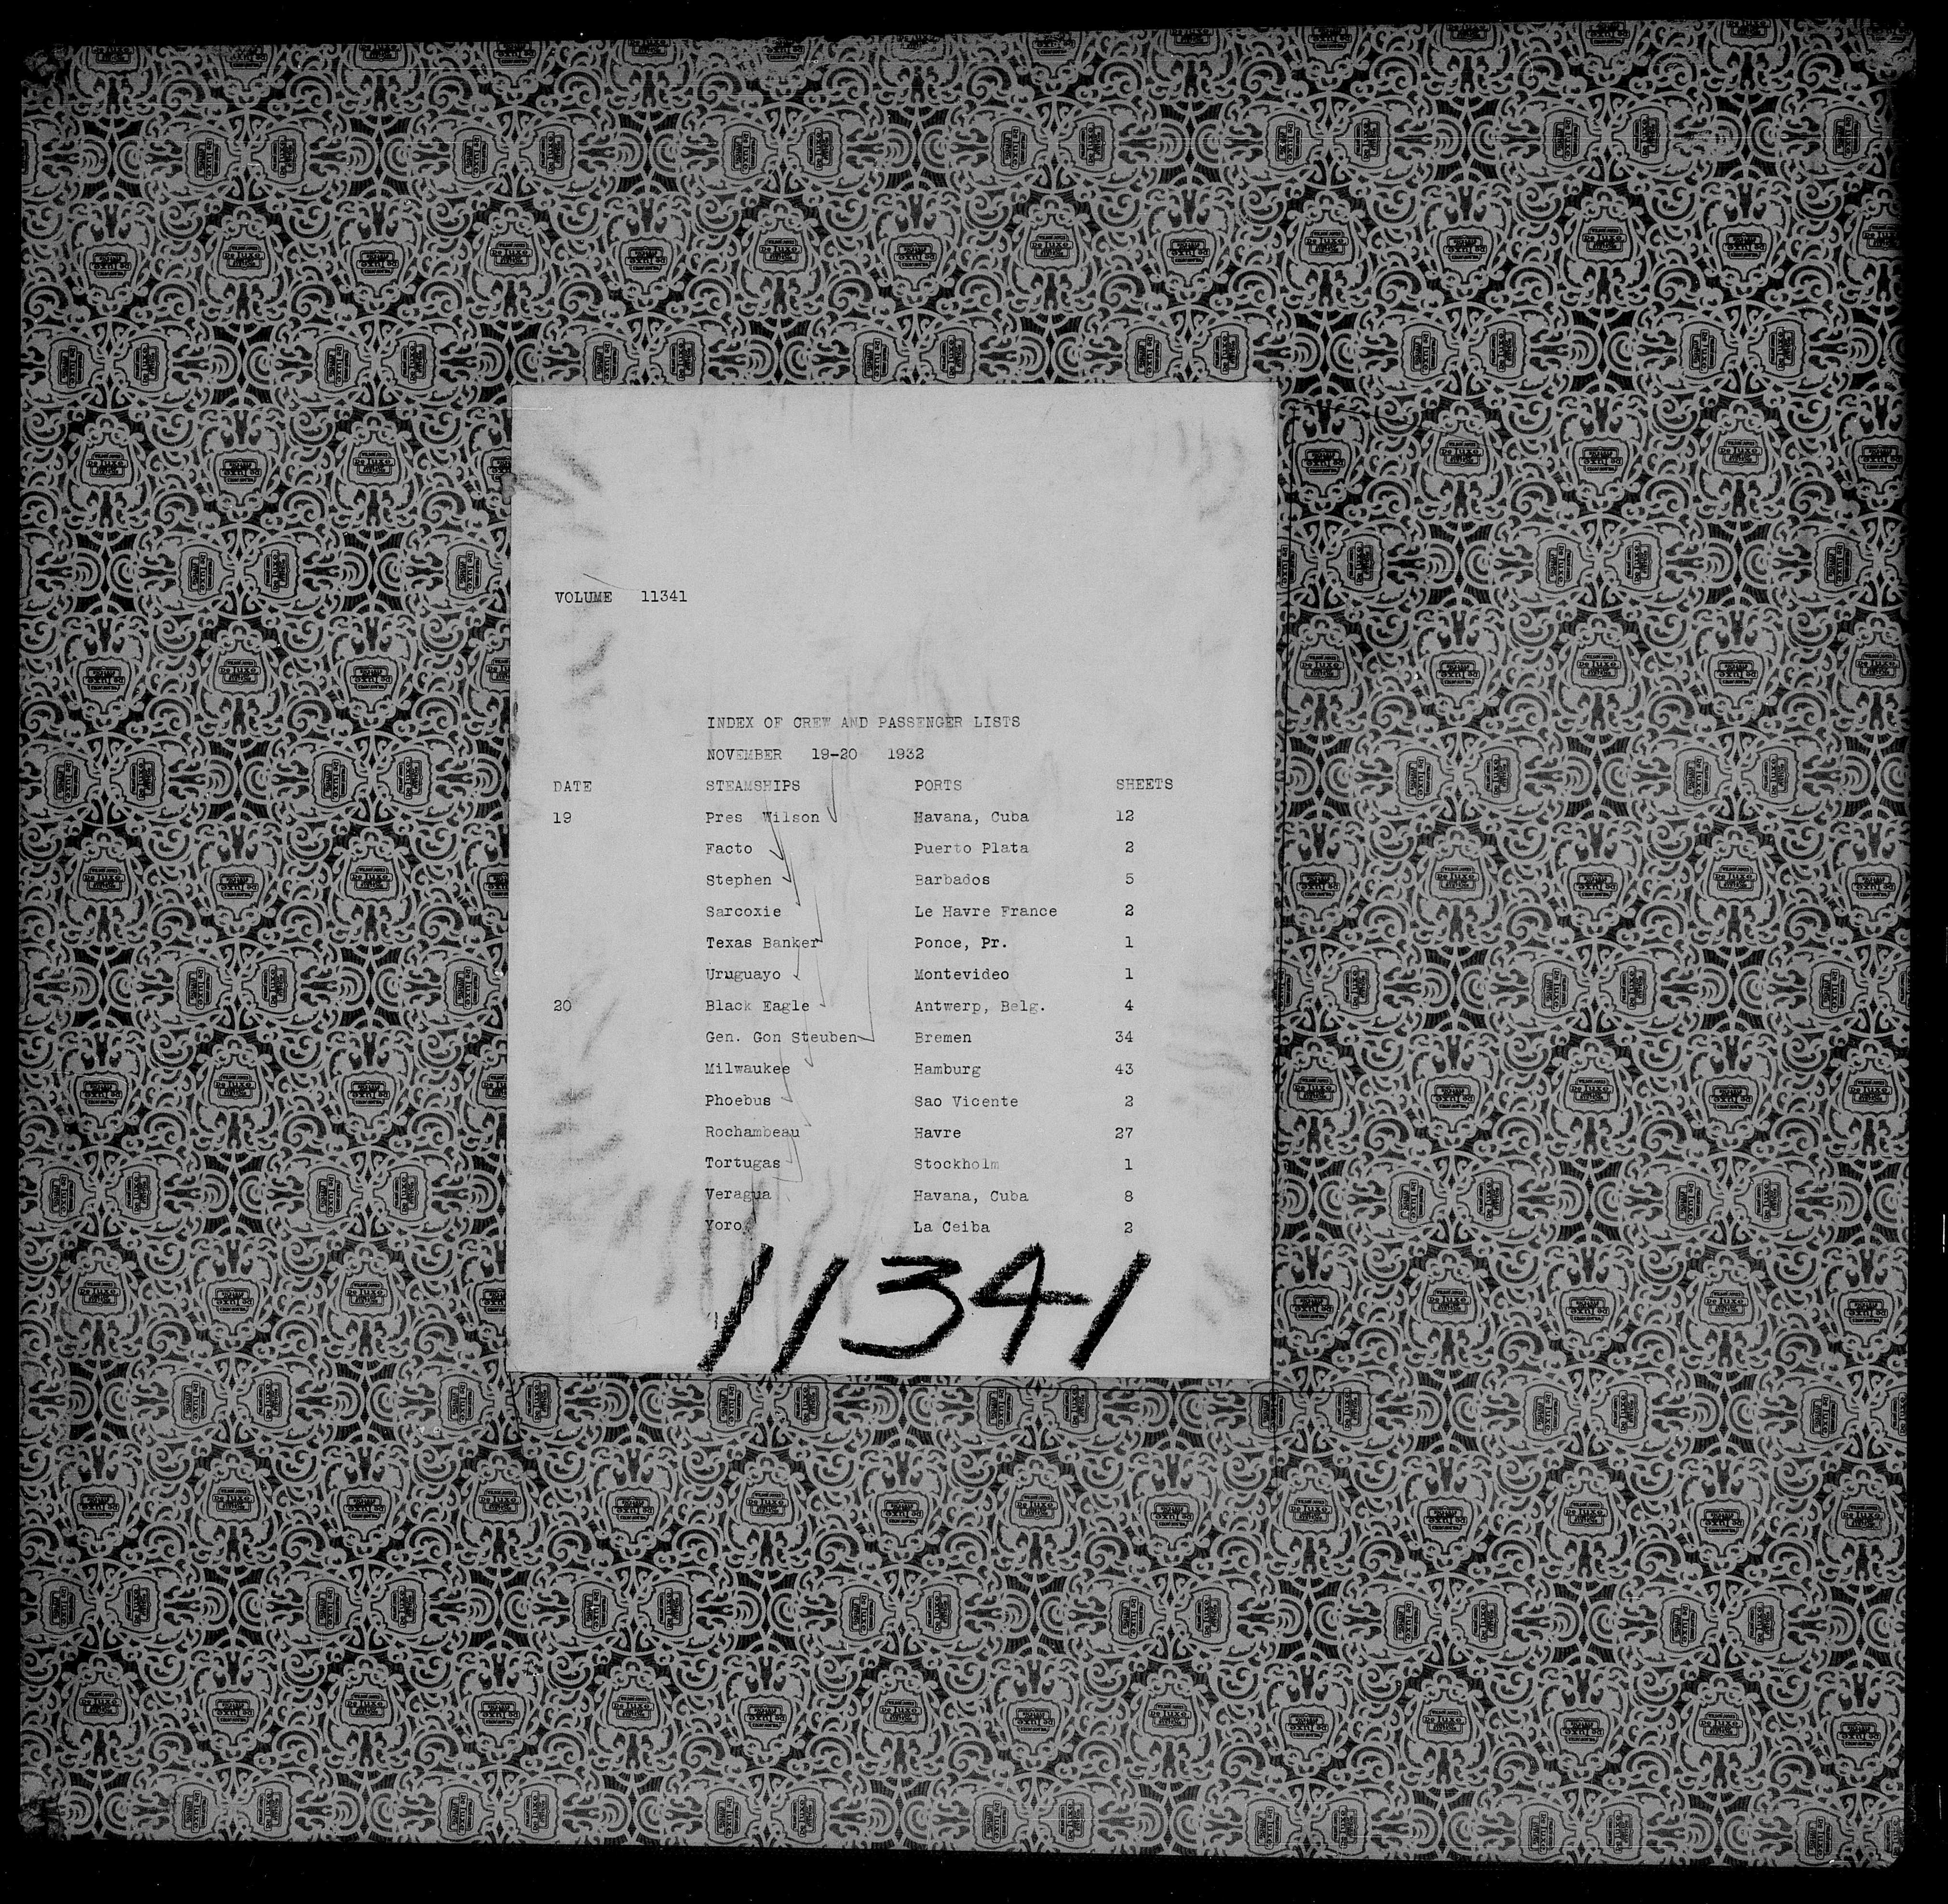 VOLUME 11341
INDEX OF CREW AND PASSENGER LISTS
NOVEMBER 19-20 1932
DATE STEAMSHIPS PORTS SHEETS
19 Pres Wilson Havana, Cuba 12
Facto Puerto Plata 2
Stephen Barbados 5
Sarcoxie Le Havre France 2
Texas Banker Ponce, Pr. 1
Uruguayo Montevideo 1
20 Black Eagle Antwerp, Belg. 4
Gen. Gon Steuben Bremen 34
Milwaukee Hamburg 43
Phoebus Sao Vicente 2
Rochambeau Havre 27
Tortugas Stockholm 1
Veragua Havana, Cuba 8
Yoro La Ceiba 2
11341